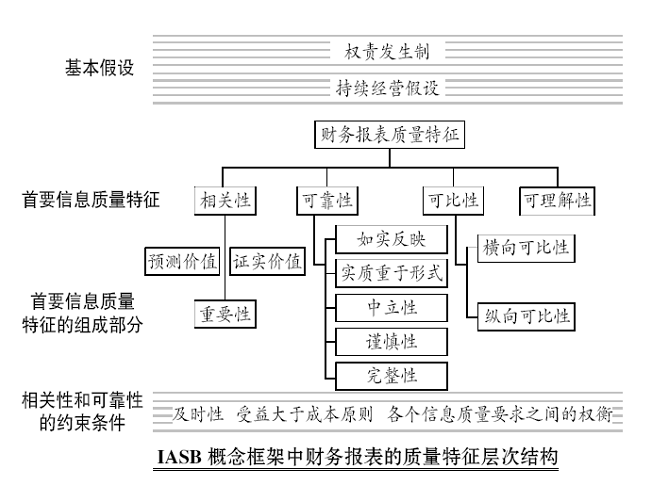 权责发生制
基本假设
持续经营假设
财务报表质量特征
首要信息质量特征 相关性 可靠性 可比性 可理解性
如实反映
横向可比性
预测价值 证实价值
实质重于形式
首要信息质量
特征的组成部分
重要性
中立性
纵向可比性
谨慎性
完整性
相关性和可靠性
的约束条件
及时性 受益大于成本原则 各个信息质量要求之间的权衡
IASB 概念框架中财务报表的质量特征层次结构